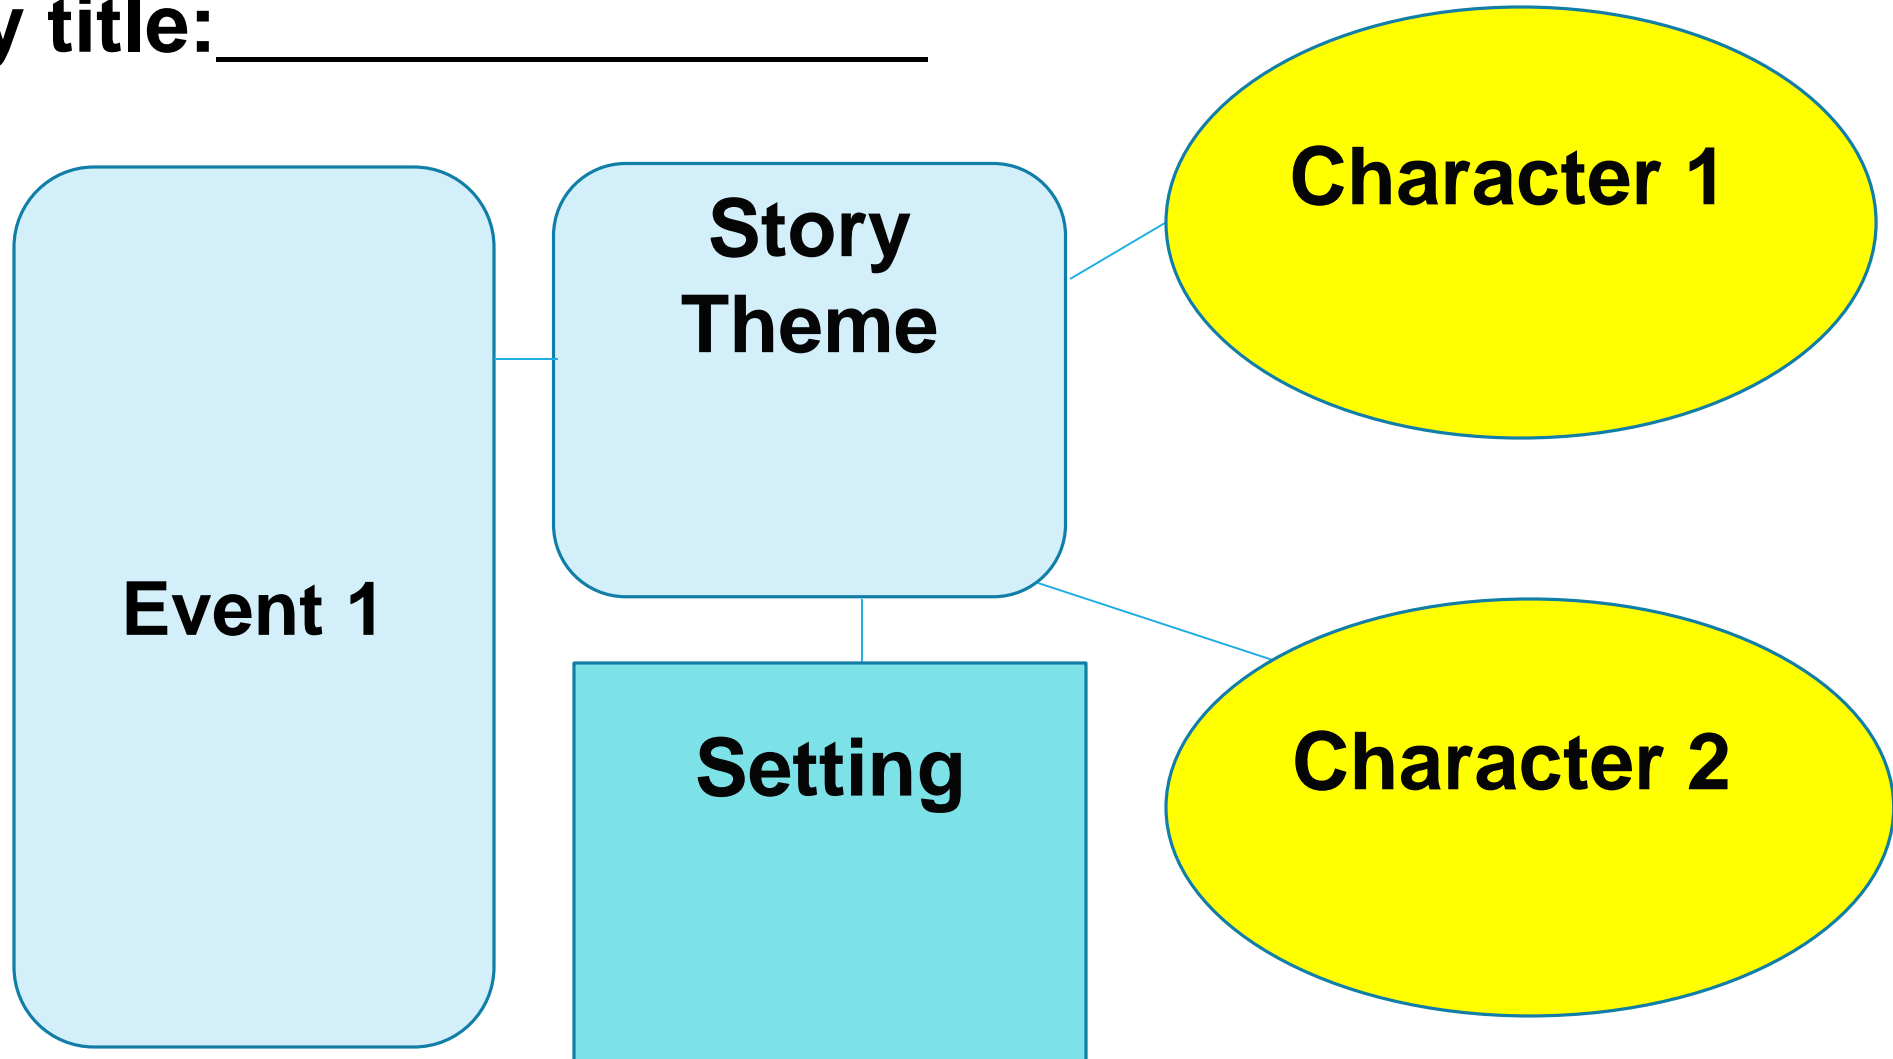 y title:
Character 1
Story
Theme
Event 1
Setting
Character 2